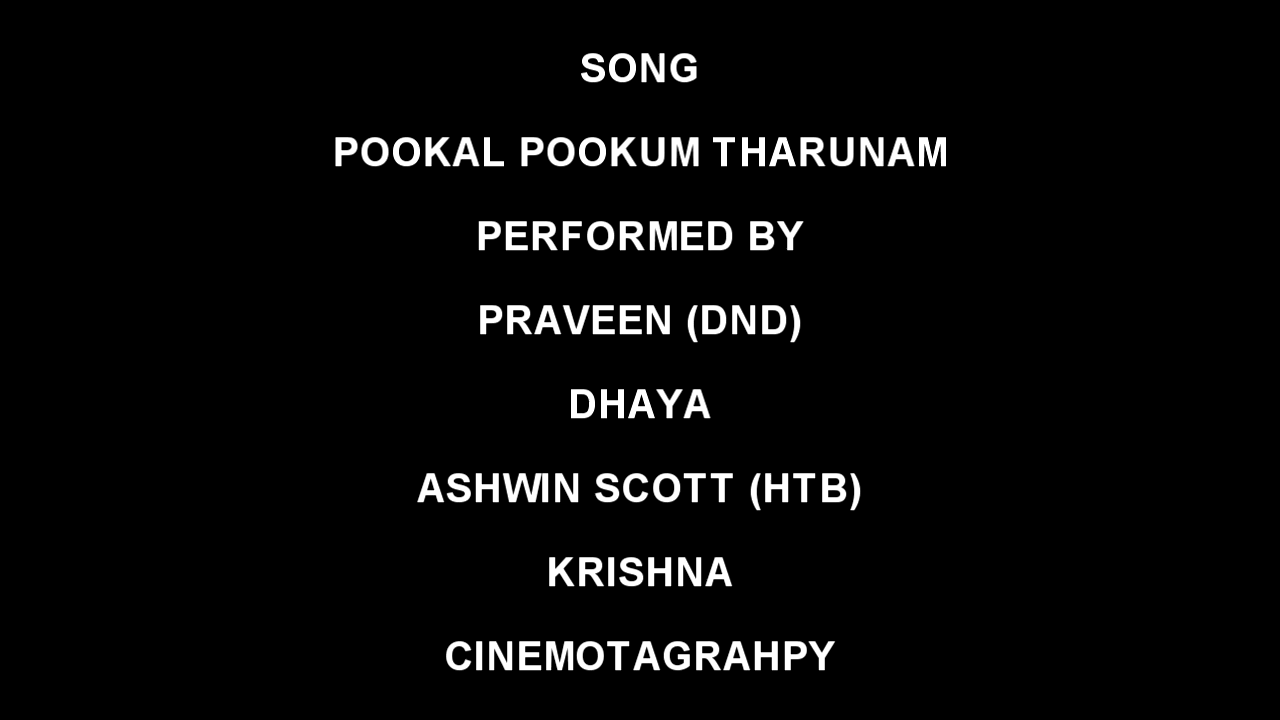 SONG
POOKAL POOKUM THARUNAM
PERFORMED BY
PRAVEEN (DND)
DHAYA
ASHWIN SCOTT (HTB)
KRISHNA
CINEMOTAGRAHPY